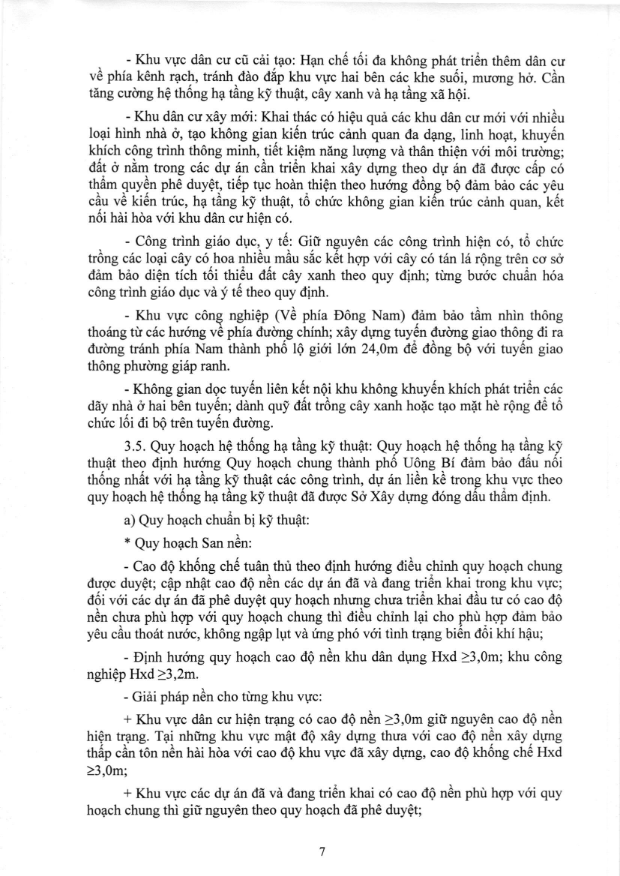 - Khu vực dân cư cũ cải tạo: Hạn chế tối đa không phát triển thêm dân cư
về phía kênh rạch, tránh đào đắp khu vực hai bên các khe suối, mương hở. Cần
tăng cường hệ thống hạ tầng kỹ thuật, cây xanh và hạ tầng xã hội.
- Khu dân cư xây mới: Khai thác có hiệu quả các khu dân cư mới với nhiều
loại hình nhà ở, tạo không gian kiến trúc cảnh quan đa dạng, linh hoạt, khuyến
khích công trình thông minh, tiết kiệm năng lượng và thân thiện với môi trường;
đất ở nằm trong các dự án cần triển khai xây dựng theo dự án đã được cấp có
thẩm quyền phê duyệt, tiếp tục hoàn thiện theo hướng đồng bộ đảm bảo các yêu
cầu về kiến trúc, hạ tầng kỹ thuật, tổ chức không gian kiến trúc cảnh quan, kết
nối hài hòa với khu dân cư hiện có.
- Công trình giáo dục, y tế: Giữ nguyên các công trình hiện có, tổ chức
trồng các loại cây có hoa nhiều mầu sắc kết hợp với cây có tán lá rộng trên cơ sở
đảm bảo diện tích tối thiểu đất cây xanh theo quy định; từng bước chuẩn hóa
công trình giáo dục và y tế theo quy định.
- Khu vực công nghiệp (Về phía Đông Nam) đảm bảo tầm nhìn thông
thoáng từ các hướng về phía đường chính; xây dựng tuyến đường giao thông đi ra
đường tránh phía Nam thành phố lộ giới lớn 24,0m để đồng bộ với tuyến giao
thông phường giáp ranh.
- Không gian dọc tuyến liên kết nội khu không khuyến khích phát triển các
dãy nhà ở hai bên tuyến; dành quỹ đất trồng cây xanh hoặc tạo mặt hè rộng để tổ
chức lối đi bộ trên tuyến đường.
3.5. Quy hoạch hệ thống hạ tầng kỹ thuật: Quy hoạch hệ thống hạ tầng kỹ
thuật theo định hướng Quy hoạch chung thành phố Uông Bí đảm bảo đấu nối
thống nhất với hạ tầng kỹ thuật các công trình, dự án liền kề trong khu vực theo
quy hoạch hệ thống hạ tầng kỹ thuật đã được Sở Xây dựng đóng dấu thẩm định.
a) Quy hoạch chuẩn bị kỹ thuật:
* Quy hoạch San nền:
- Cao độ khống chế tuân thủ theo định hướng điều chỉnh quy hoạch chung
được duyệt; cập nhật cao độ nền các dự án đã và đang triển khai trong khu vực;
đối với các dự án đã phê duyệt quy hoạch nhưng chưa triển khai đầu tư có cao độ
nền chưa phù hợp với quy hoạch chung thì điều chỉnh lại cho phù hợp đảm bảo
yêu cầu thoát nước, không ngập lụt và ứng phó với tình trạng biến đổi khí hậu;
- Định hướng quy hoạch cao độ nền khu dân dụng Hxd ≥3,0m; khu công
nghiệp Hxd ≥3,2m.
- Giải pháp nền cho từng khu vực:
+ Khu vực dân cư hiện trạng có cao độ nền ≥3,0m giữ nguyên cao độ nền
hiện trạng. Tại những khu vực mật độ xây dựng thưa với cao độ nền xây dựng
thấp cần tôn nền hài hòa với cao độ khu vực đã xây dựng, cao độ khống chế Hxd
≥3,0m;
+ Khu vực các dự án đã và đang triển khai có cao độ nền phù hợp với quy
hoạch chung thì giữ nguyên theo quy hoạch đã phê duyệt;
7